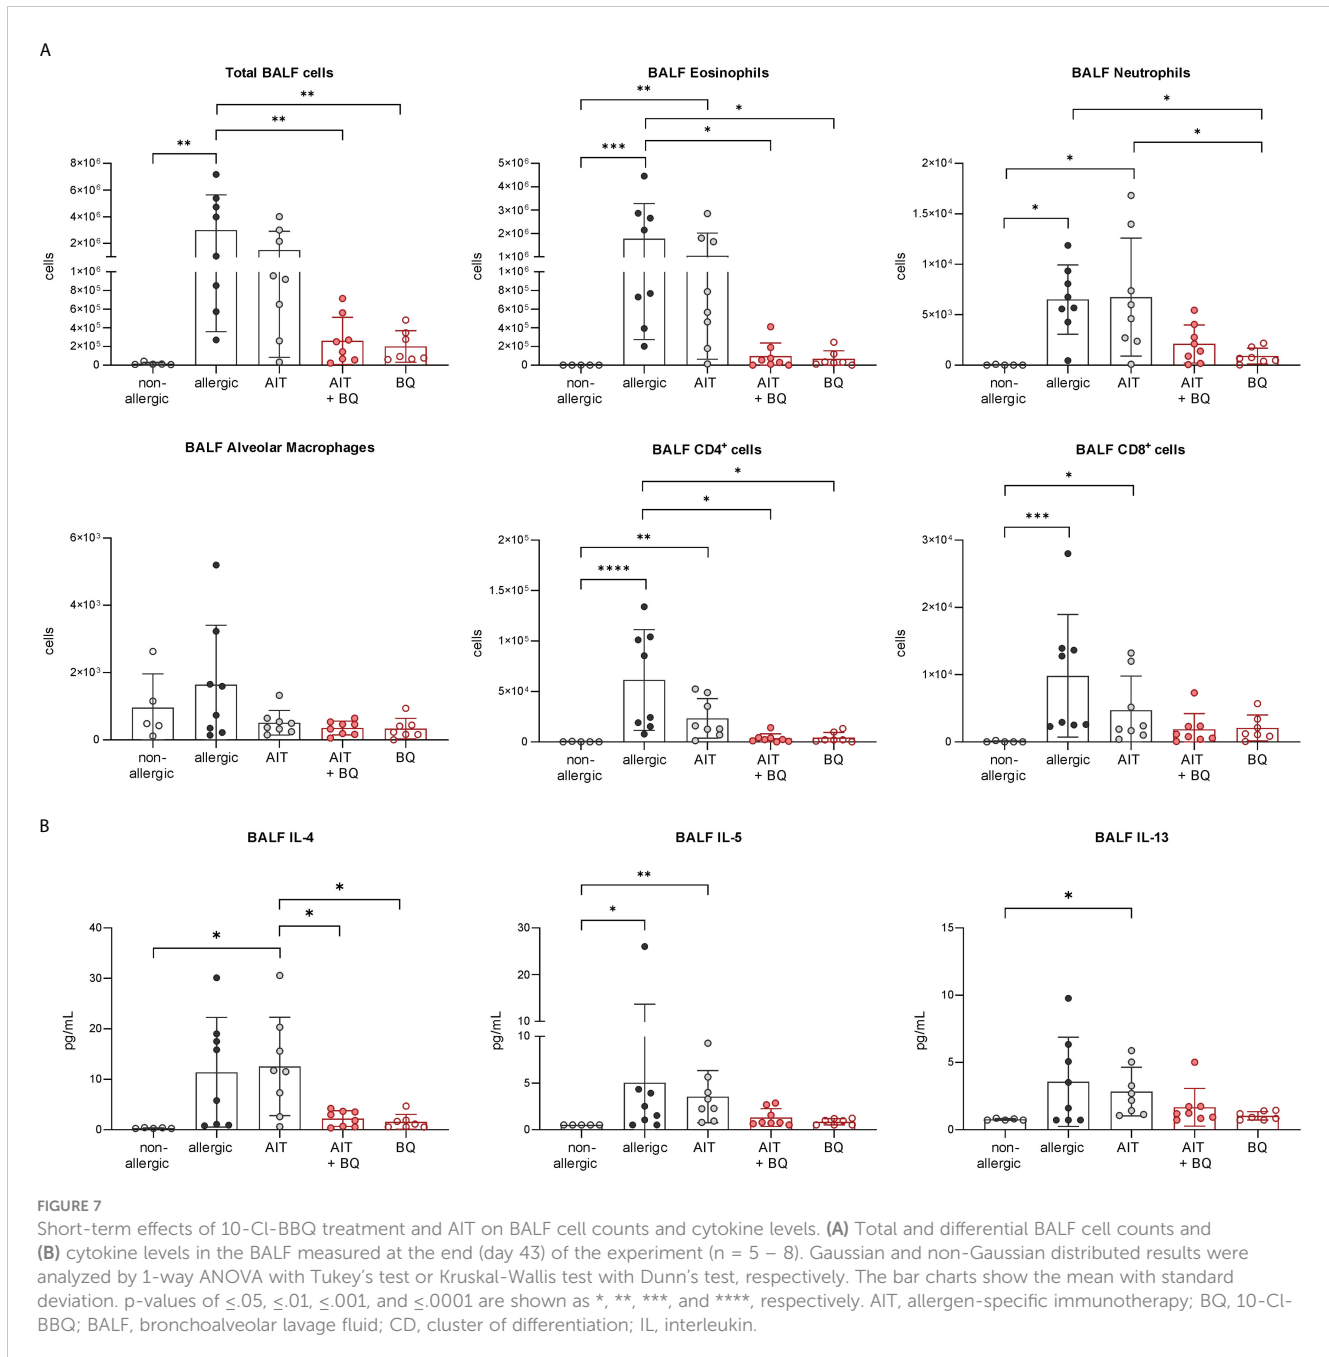 A
Total BALF cells
BALF Eosinophils
BALF Neutrophils
**
**
**
**
*
*
***
*
*
*
*
cells
8×10⁶
6×10⁶
4×10⁶
2×10⁶
1×10⁶
8×10⁵
6×10⁵
4×10⁵
2×10⁵
0
non-allergic
allergic
AIT
AIT + BQ
BQ
cells
5×10⁶
4×10⁶
3×10⁶
2×10⁶
1×10⁶
1×10⁶
8×10⁵
6×10⁵
4×10⁵
2×10⁵
0
non-allergic
allergic
AIT
AIT + BQ
BQ
cells
2×10⁴
1.5×10⁴
1×10⁴
5×10³
0
non-allergic
allergic
AIT
AIT + BQ
BQ
BALF Alveolar Macrophages
BALF CD4⁺ cells
BALF CD8⁺ cells
*
*
**
****
*
***
cells
6×10³
4×10³
2×10³
0
non-allergic
allergic
AIT
AIT + BQ
BQ
cells
2×10⁵
1.5×10⁵
1×10⁵
5×10⁴
0
non-allergic
allergic
AIT
AIT + BQ
BQ
cells
3×10⁴
2×10⁴
1×10⁴
0
non-allergic
allergic
AIT
AIT + BQ
BQ
B
BALF IL-4
BALF IL-5
BALF IL-13
*
*
*
**
*
*
pg/mL
40
30
20
10
0
non-allergic
allergic
AIT
AIT + BQ
BQ
pg/mL
30
20
10
10
5
0
non-allergic
allerigc
AIT
AIT + BQ
BQ
pg/mL
15
10
5
0
non-allergic
allergic
AIT
AIT + BQ
BQ
FIGURE 7
Short-term effects of 10-Cl-BBQ treatment and AIT on BALF cell counts and cytokine levels. (A) Total and differential BALF cell counts and
(B) cytokine levels in the BALF measured at the end (day 43) of the experiment (n = 5 – 8). Gaussian and non-Gaussian distributed results were
analyzed by 1-way ANOVA with Tukey's test or Kruskal-Wallis test with Dunn's test, respectively. The bar charts show the mean with standard
deviation. p-values of ≤.05, ≤.01, ≤.001, and ≤.0001 are shown as *, **, ***, and ****, respectively. AIT, allergen-specific immunotherapy; BQ, 10-Cl-
BBQ; BALF, bronchoalveolar lavage fluid; CD, cluster of differentiation; IL, interleukin.